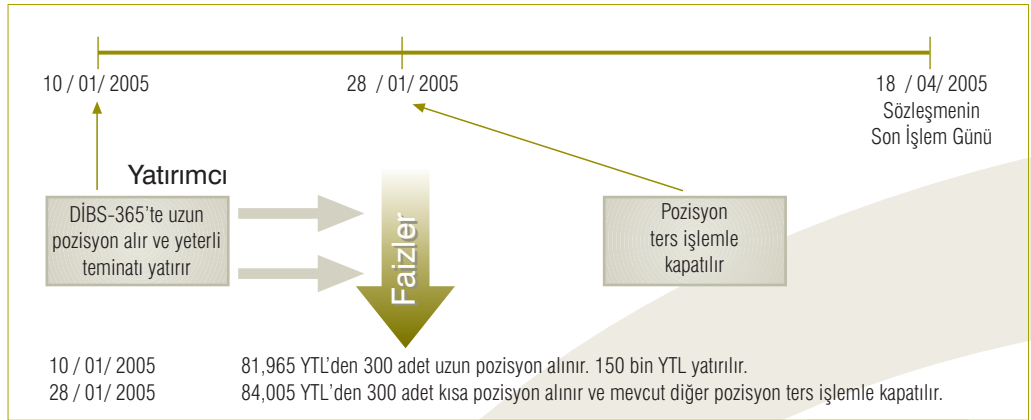 10 / 01/ 2005
28 / 01/ 2005
18 / 04/ 2005
Sözleşmenin
Son İşlem Günü
Yatırımcı
DİBS-365'te uzun
pozisyon alır ve yeterli
teminatı yatırır
Faizler
Pozisyon
ters işlemle
kapatılır
10 / 01/ 2005 81,965 YTL'den 300 adet uzun pozisyon alınır. 150 bin YTL yatırılır.
28 / 01/ 2005 84,005 YTL'den 300 adet kısa pozisyon alınır ve mevcut diğer pozisyon ters işlemle kapatılır.